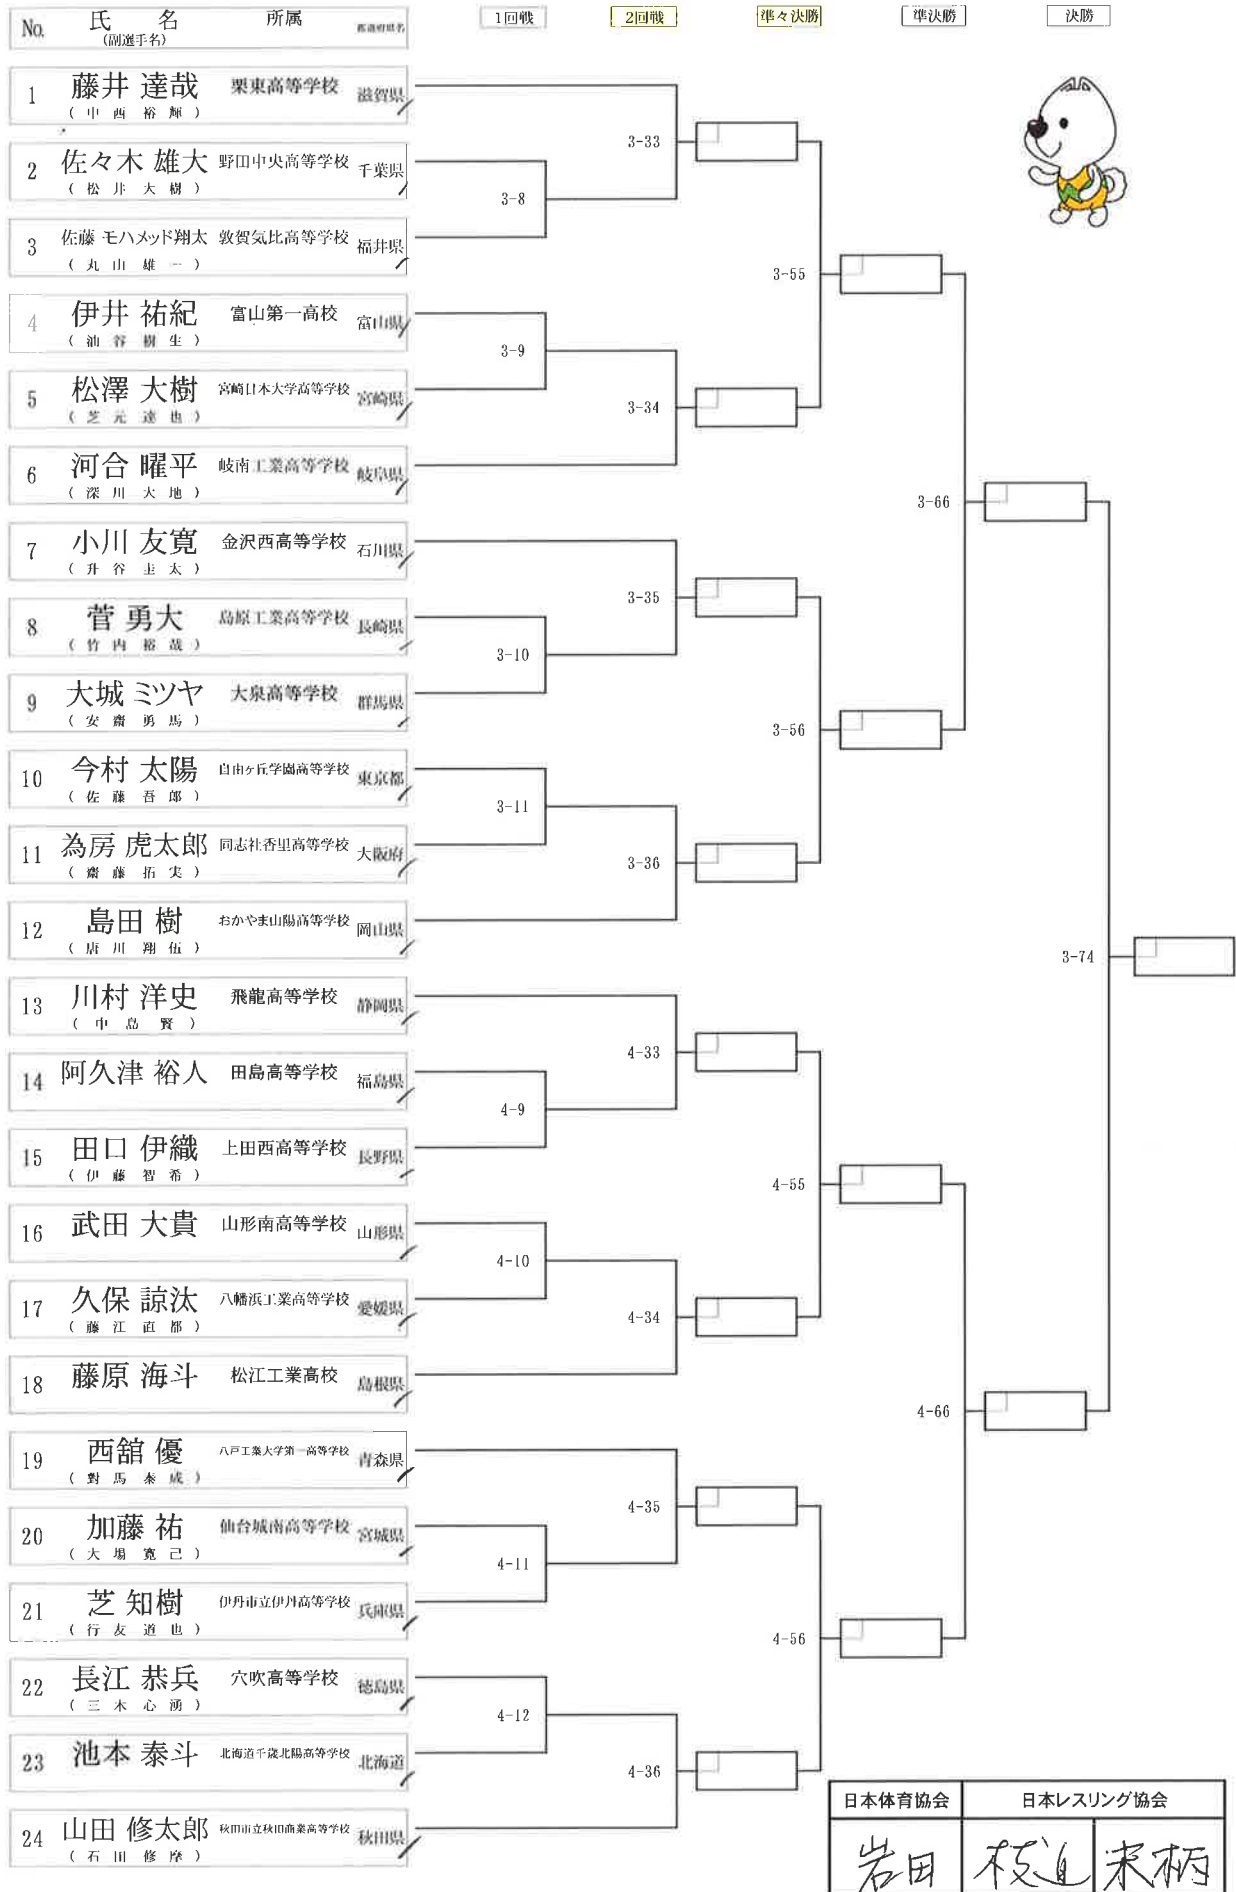 No. 氏 名 所属 都道府県名 1回戦 2回戦 準々決勝 準決勝 決勝
(副選手名)
1 藤井 達哉 栗東高等学校 滋賀県
(中西裕輝)
3-33
2 佐々木 雄大 野田中央高等学校 千葉県
(松井大樹)
3-8
3 佐藤 モハメッド翔太 敦賀気比高等学校 福井県
(丸山雄一)
3-55
4 伊井 祐紀 富山第一高校 富山県
(油谷樹生)
3-9
5 松澤 大樹 宮崎日本大学高等学校 宮崎県
(芝元達也)
3-34
6 河合 曜平 岐南工業高等学校 岐阜県
(深川大地)
3-66
7 小川 友寛 金沢西高等学校 石川県
(升谷圭太)
3-35
8 菅 勇大 島原工業高等学校 長崎県
(竹内裕哉)
3-10
9 大城 ミツヤ 大泉高等学校 群馬県
(安齋勇馬)
3-56
10 今村 太陽 自由ヶ丘学園高等学校 東京都
(佐藤吾郎)
3-11
11 為房 虎太郎 同志社香里高等学校 大阪府
(齋藤拓実)
3-36
12 島田 樹 おかやま山陽高等学校 岡山県
(唐川翔伍)
3-74
13 川村 洋史 飛龍高等学校 静岡県
(中島賢)
4-33
14 阿久津 裕人 田島高等学校 福島県
4-9
15 田口 伊織 上田西高等学校 長野県
(伊藤智希)
4-55
16 武田 大貴 山形南高等学校 山形県
4-10
17 久保 諒汰 八幡浜工業高等学校 愛媛県
(藤江直都)
4-34
18 藤原 海斗 松江工業高校 島根県
4-66
19 西舘 優 八戸工業大学第一高等学校 青森県
(對馬泰成)
4-35
20 加藤 祐 仙台城南高等学校 宮城県
(大場寛己)
4-11
21 芝 知樹 伊丹市立伊丹高等学校 兵庫県
(行友道也)
4-56
22 長江 恭兵 穴吹高等学校 徳島県
(三木心湧)
4-12
23 池本 泰斗 北海道千歳北陽高等学校 北海道
4-36
24 山田 修太郎 秋田市立秋田商業高等学校 秋田県
(石田修摩)
日本体育協会 日本レスリング協会
岩田